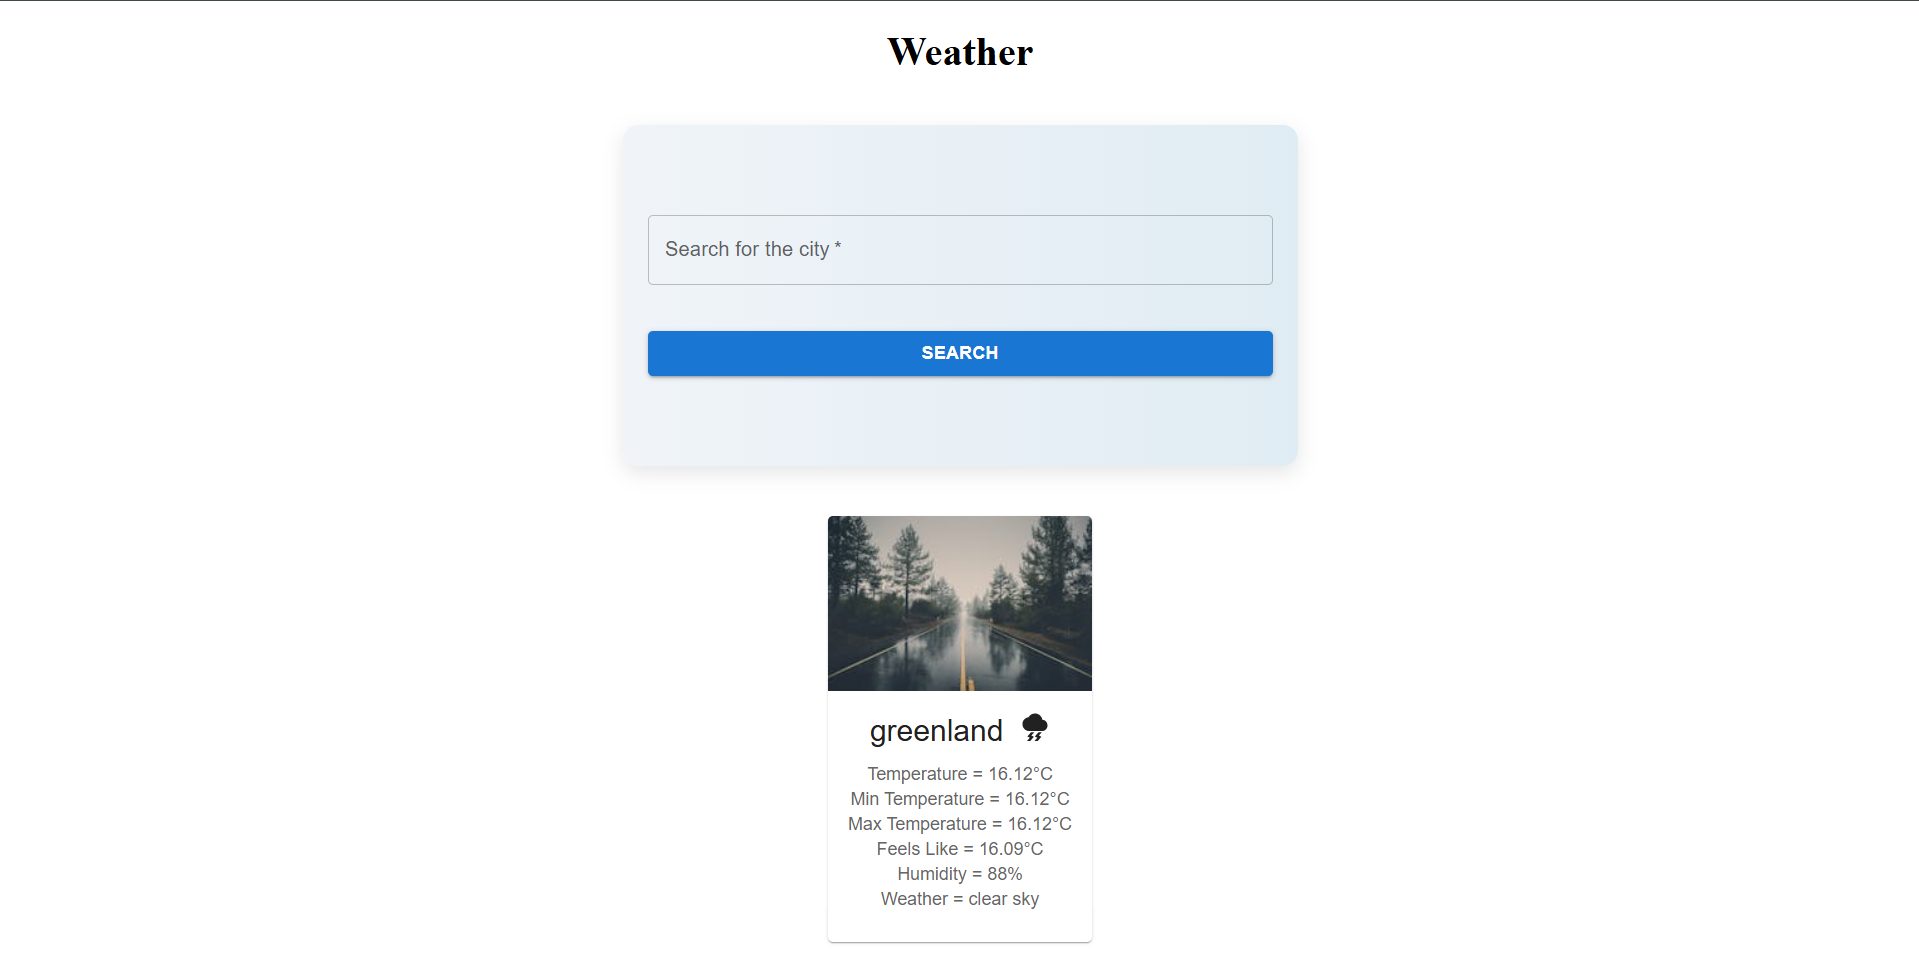 Weather
Search for the city *
SEARCH
greenland
Temperature = 16.12°C
Min Temperature = 16.12°C
Max Temperature = 16.12°C
Feels Like = 16.09°C
Humidity = 88%
Weather = clear sky